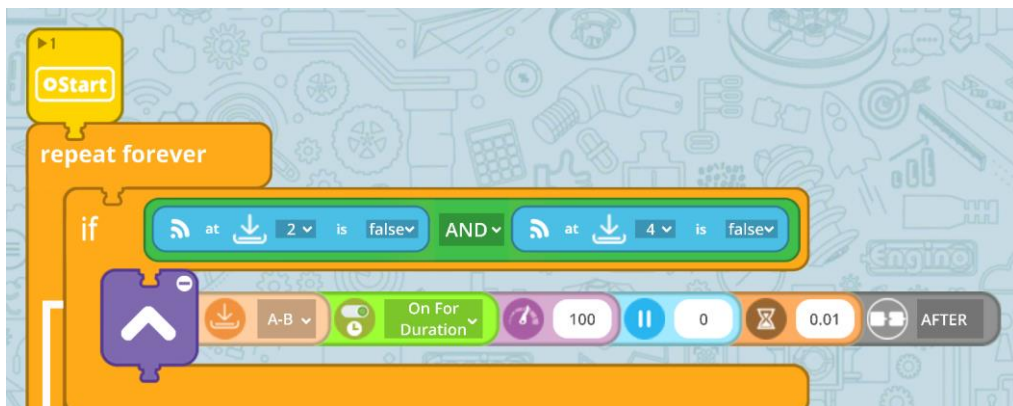 1
Start
repeat forever
if at 2 is false AND at 4 is false
A-B On For Duration 100 0 0.01 AFTER
Engino